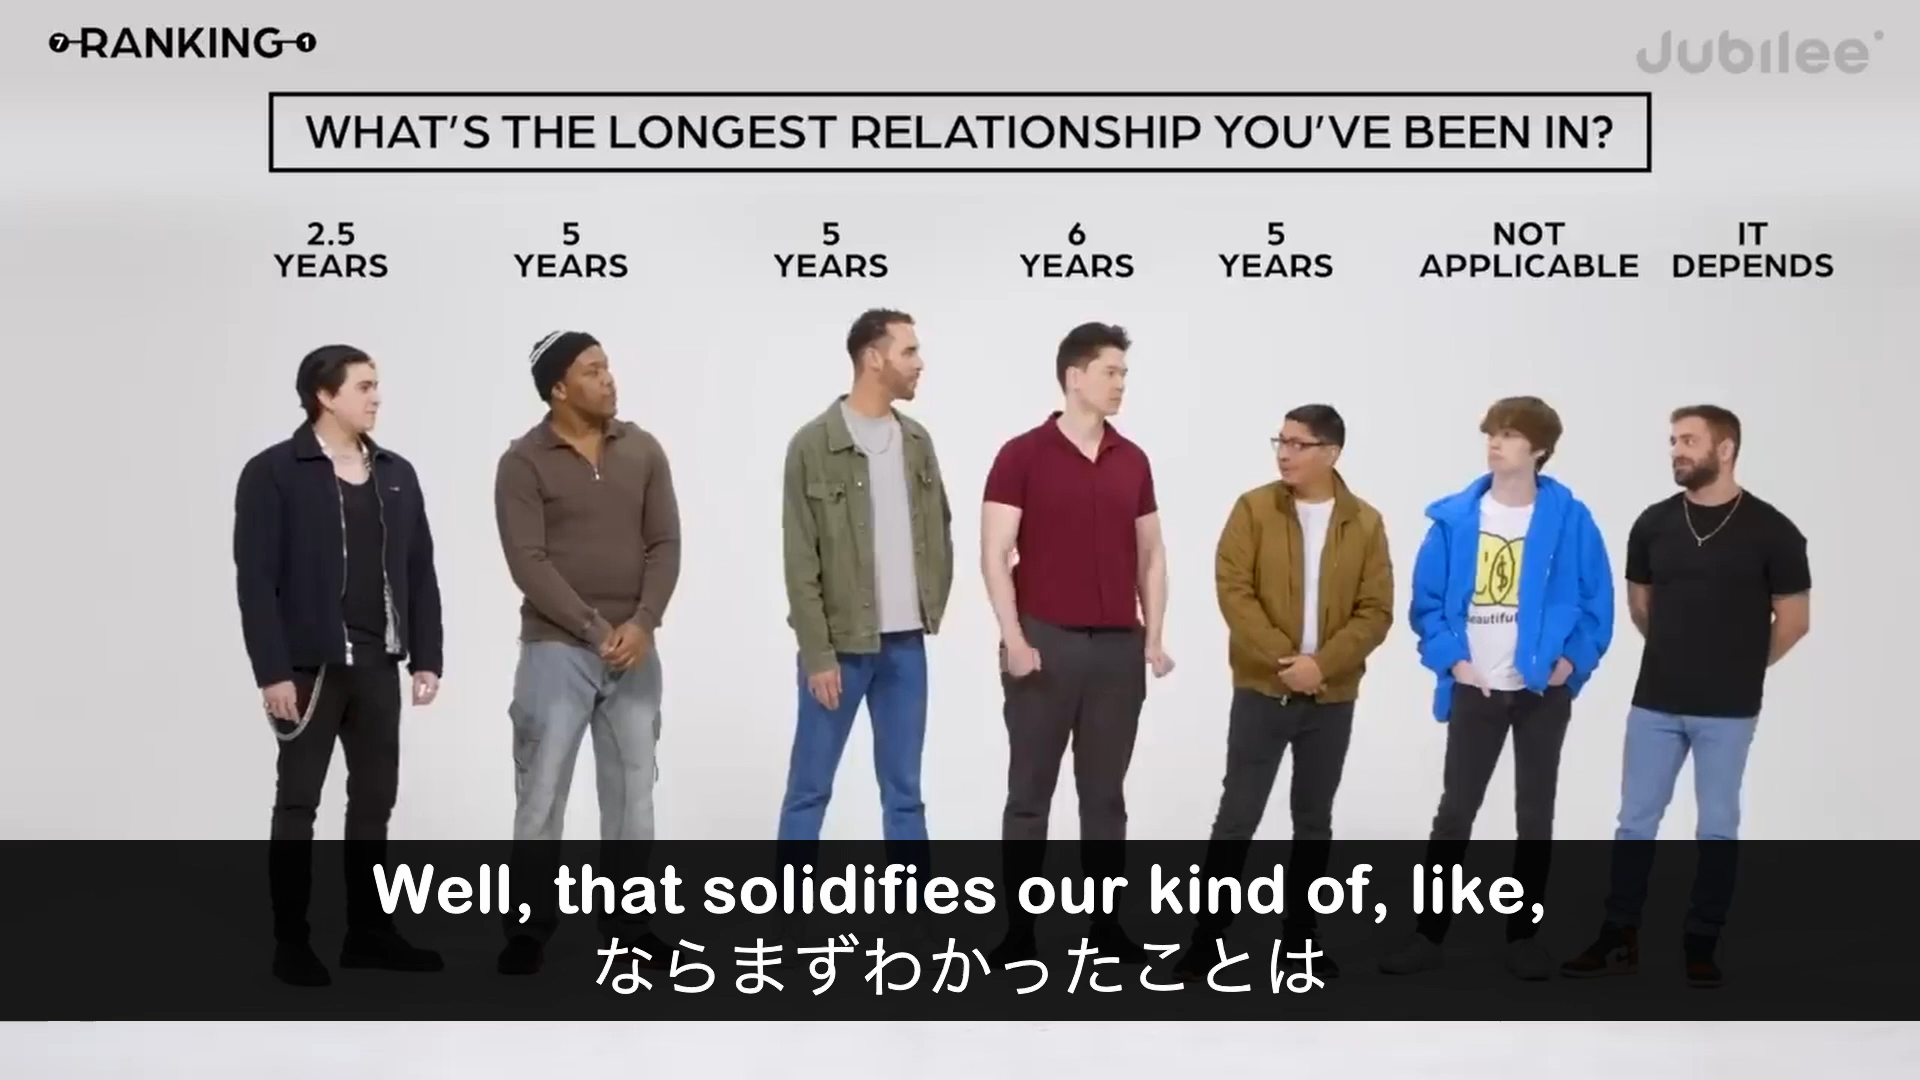 7 RANKING 1
Jubilee
WHAT'S THE LONGEST RELATIONSHIP YOU'VE BEEN IN?
2.5 YEARS
5 YEARS
5 YEARS
6 YEARS
5 YEARS
NOT APPLICABLE
IT DEPENDS
$
eautiful
Well, that solidifies our kind of, like,
ならまずわかったことは